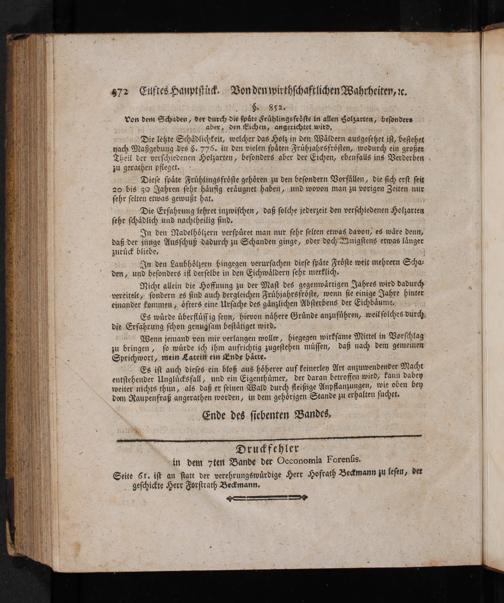 972 Eilftes Hauptstück. Von den wirthschaftlichen Wahrheiten, ꝛc.
§. 852.
Von dem Schaden, der durch die späte Frühlingsfröste in allen Holzarten, besonders
aber, den Eichen, angerichtet wird.
Die letzte Schädlichkeit, welcher das Holz in den Wäldern ausgesetzet ist, bestehet
nach Maßgebung des §. 776. in den vielen späten Frühjahrsfrösten, wodurch ein großer
Theil der verschiedenen Holzarten, besonders aber der Eichen, ebenfalls ins Verderben
zu gerathen pfleget.
Diese späte Frühlingsfröste gehören zu den besondern Vorfällen, die sich erst seit
20 bis 30 Jahren sehr häufig eräugnet haben, und wovon man zu vorigen Zeiten nur
sehr selten etwas gewußt hat.
Die Erfahrung lehret inzwischen, daß solche jederzeit den verschiedenen Holzarten
sehr schädlich und nachtheilig sind.
In den Nadelhölzern verspüret man nur sehr selten etwas davon, es wäre denn,
daß der junge Ausschuß dadurch zu Schanden ginge, oder doch wenigstens etwas länger
zurück bliebe.
In den Laubhölzern hingegen verursachen diese späte Fröste weit mehrern Scha-
den, und besonders ist derselbe in den Eichwäldern sehr merklich.
Nicht allein die Hoffnung zu der Mast des gegenwärtigen Jahres wird dadurch
vereitelt, sondern es sind auch dergleichen Frühjahrsfröste, wenn sie einige Jahre hinter
einander kommen, öfters eine Ursache des gänzlichen Absterbens der Eichbäume.
Es würde überflüssig seyn, hievon nähere Gründe anzuführen, weil solches durch
die Erfahrung schon genugsam bestätiget wird.
Wenn jemand von mir verlangen wollte, hiegegen wirksame Mittel in Vorschlag
zu bringen, so würde ich ihm aufrichtig zugestehen müssen, daß nach dem gemeinen
Sprichwort, mein Latein ein Ende hätte.
Es ist auch dieses ein bloß aus höherer auf keinerley Art anzuwendender Macht
entstehender Unglücksfall, und ein Eigenthümer, der daran betroffen wird, kann dabey
weiter nichts thun, als daß er seinen Wald durch fleißige Anpflanzungen, wie oben bey
dem Raupenfraß angerathen worden, in dem gehörigen Stande zu erhalten suchet.
Ende des siebenten Bandes.
Druckfehler
in dem 7ten Bande der Oeconomia Forensis.
Seite 61. ist an statt der verehrungswürdige Herr Hofrath Beckmann zu lesen, der
geschickte Herr Forstrath Beckmann.